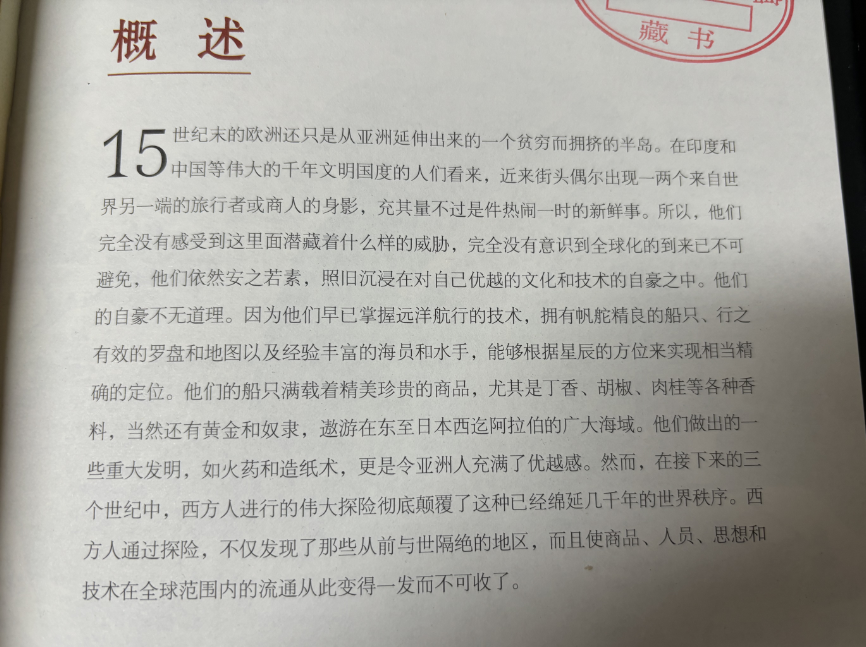 藏书
概述
15世纪末的欧洲还只是从亚洲延伸出来的一个贫穷而拥挤的半岛。在印度和
中国等伟大的千年文明国度的人们看来，近来街头偶尔出现一两个来自世
界另一端的旅行者或商人的身影，充其量不过是件热闹一时的新鲜事。所以，他们
完全没有感受到这里面潜藏着什么样的威胁，完全没有意识到全球化的到来已不可
避免，他们依然安之若素，照旧沉浸在对自己优越的文化和技术的自豪之中。他们
的自豪不无道理。因为他们早已掌握远洋航行的技术，拥有帆舵精良的船只、行之
有效的罗盘和地图以及经验丰富的海员和水手，能够根据星辰的方位来实现相当精
确的定位。他们的船只满载着精美珍贵的商品，尤其是丁香、胡椒、肉桂等各种香
料，当然还有黄金和奴隶，遨游在东至日本西迄阿拉伯的广大海域。他们做出的一
些重大发明，如火药和造纸术，更是令亚洲人充满了优越感。然而，在接下来的三
个世纪中，西方人进行的伟大探险彻底颠覆了这种已经绵延几千年的世界秩序。西
方人通过探险，不仅发现了那些从前与世隔绝的地区，而且使商品、人员、思想和
技术在全球范围内的流通从此变得一发而不可收了。